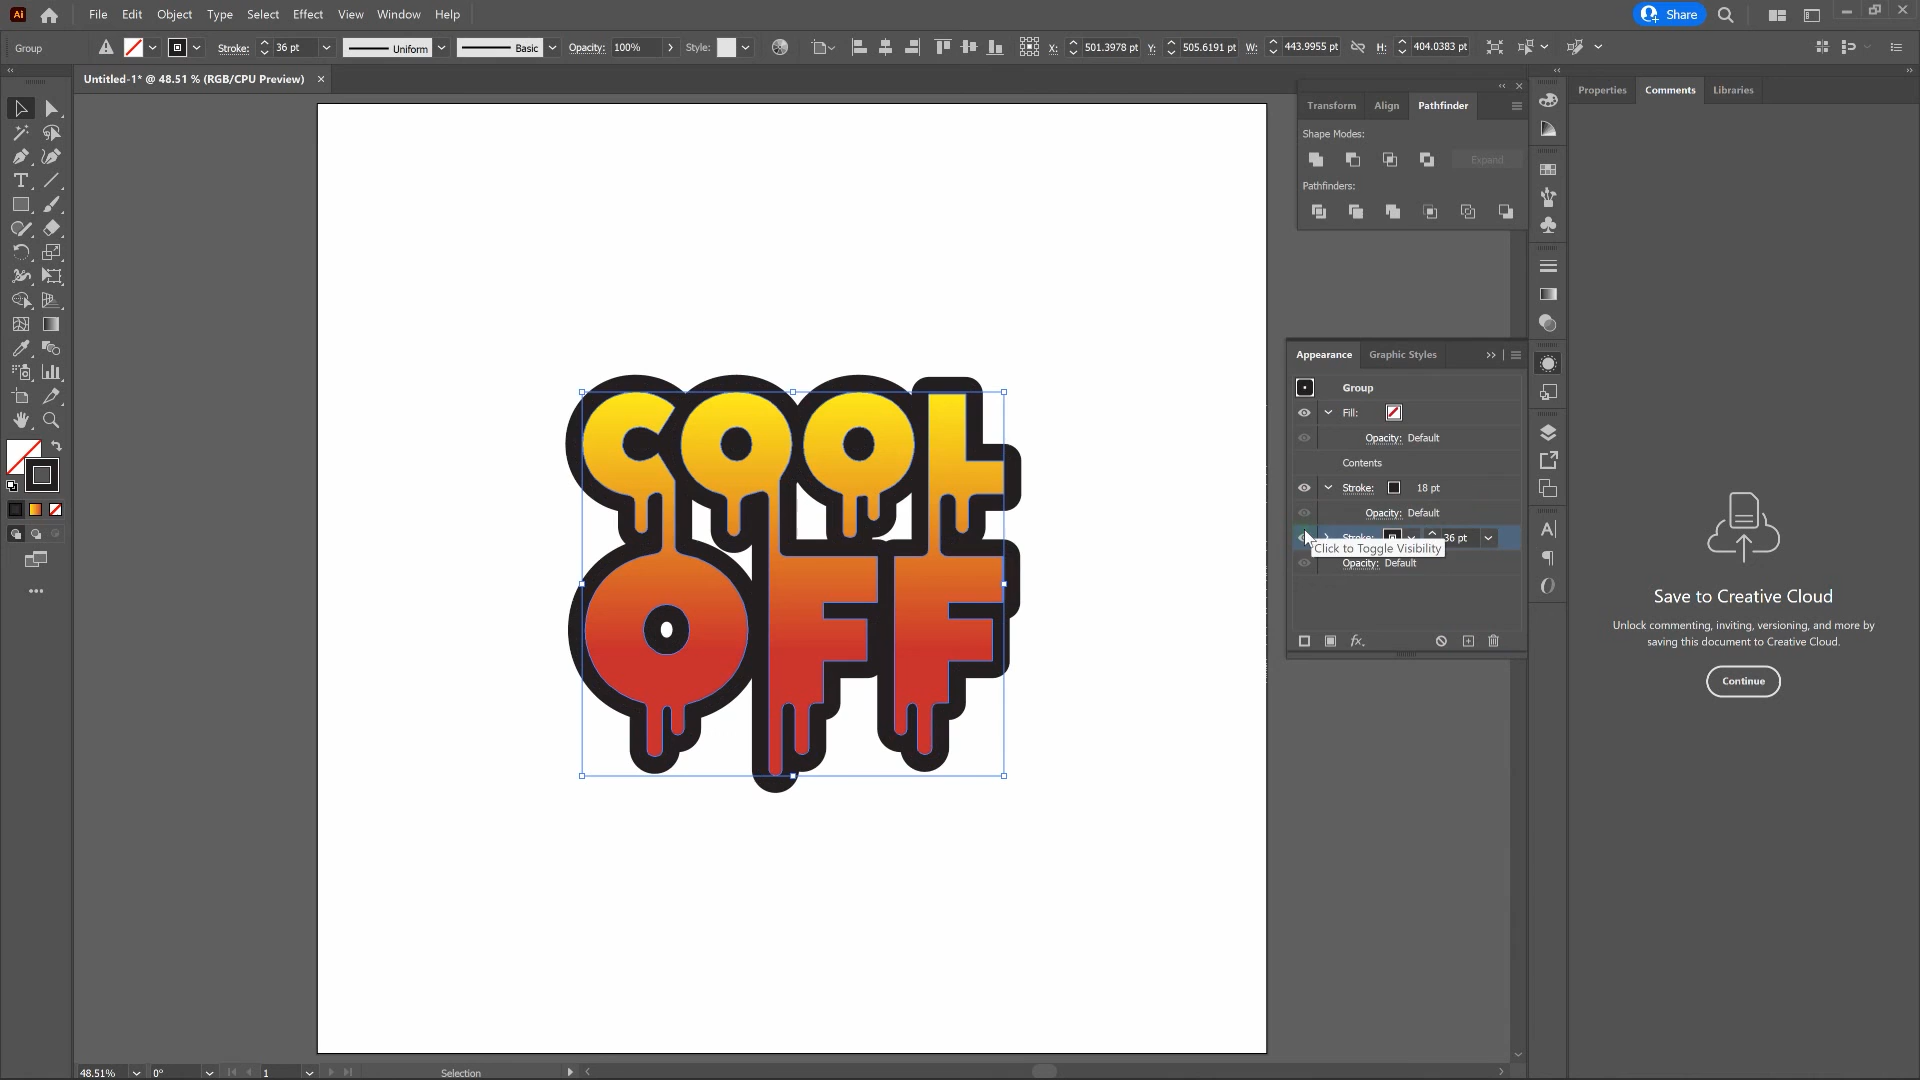 Ai File Edit Object Type Select Effect View Window Help Share
Group Stroke: 36 pt Uniform Basic Opacity: 100% Style: X: 501.3978 pt Y: 505.6191 pt W: 443.9955 pt H: 404.0383 pt
Untitled-1* @ 48.51 % (RGB/CPU Preview) ×
Properties Comments Libraries
Transform Align Pathfinder
Shape Modes:
Expand
Pathfinders:
Appearance Graphic Styles
Group
Fill:
Opacity: Default
Contents
Stroke: 18 pt
Opacity: Default
Stroke: 36 pt
Click to Toggle Visibility
Opacity: Default
fx
COOL
OFF
Save to Creative Cloud
Unlock commenting, inviting, versioning, and more by
saving this document to Creative Cloud.
Continue
48.51% 0° 1 Selection